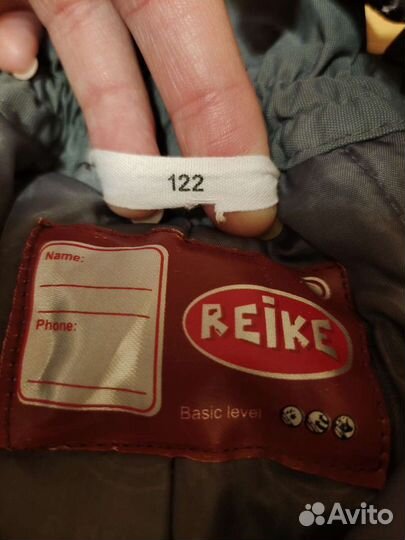 122
Name:
Phone:
REIKE
Basic level
Avito